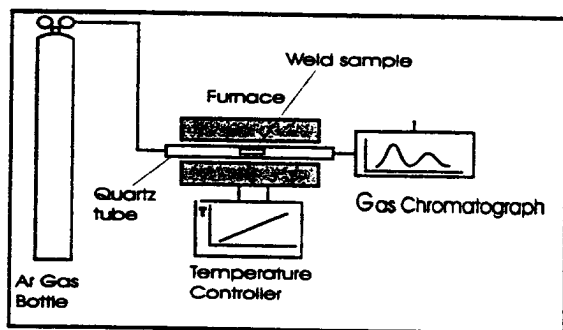 Weld sample
Furnace
Quartz
tube
Gas Chromatograph
T
Temperature
Controller
Ar Gas
Bottle